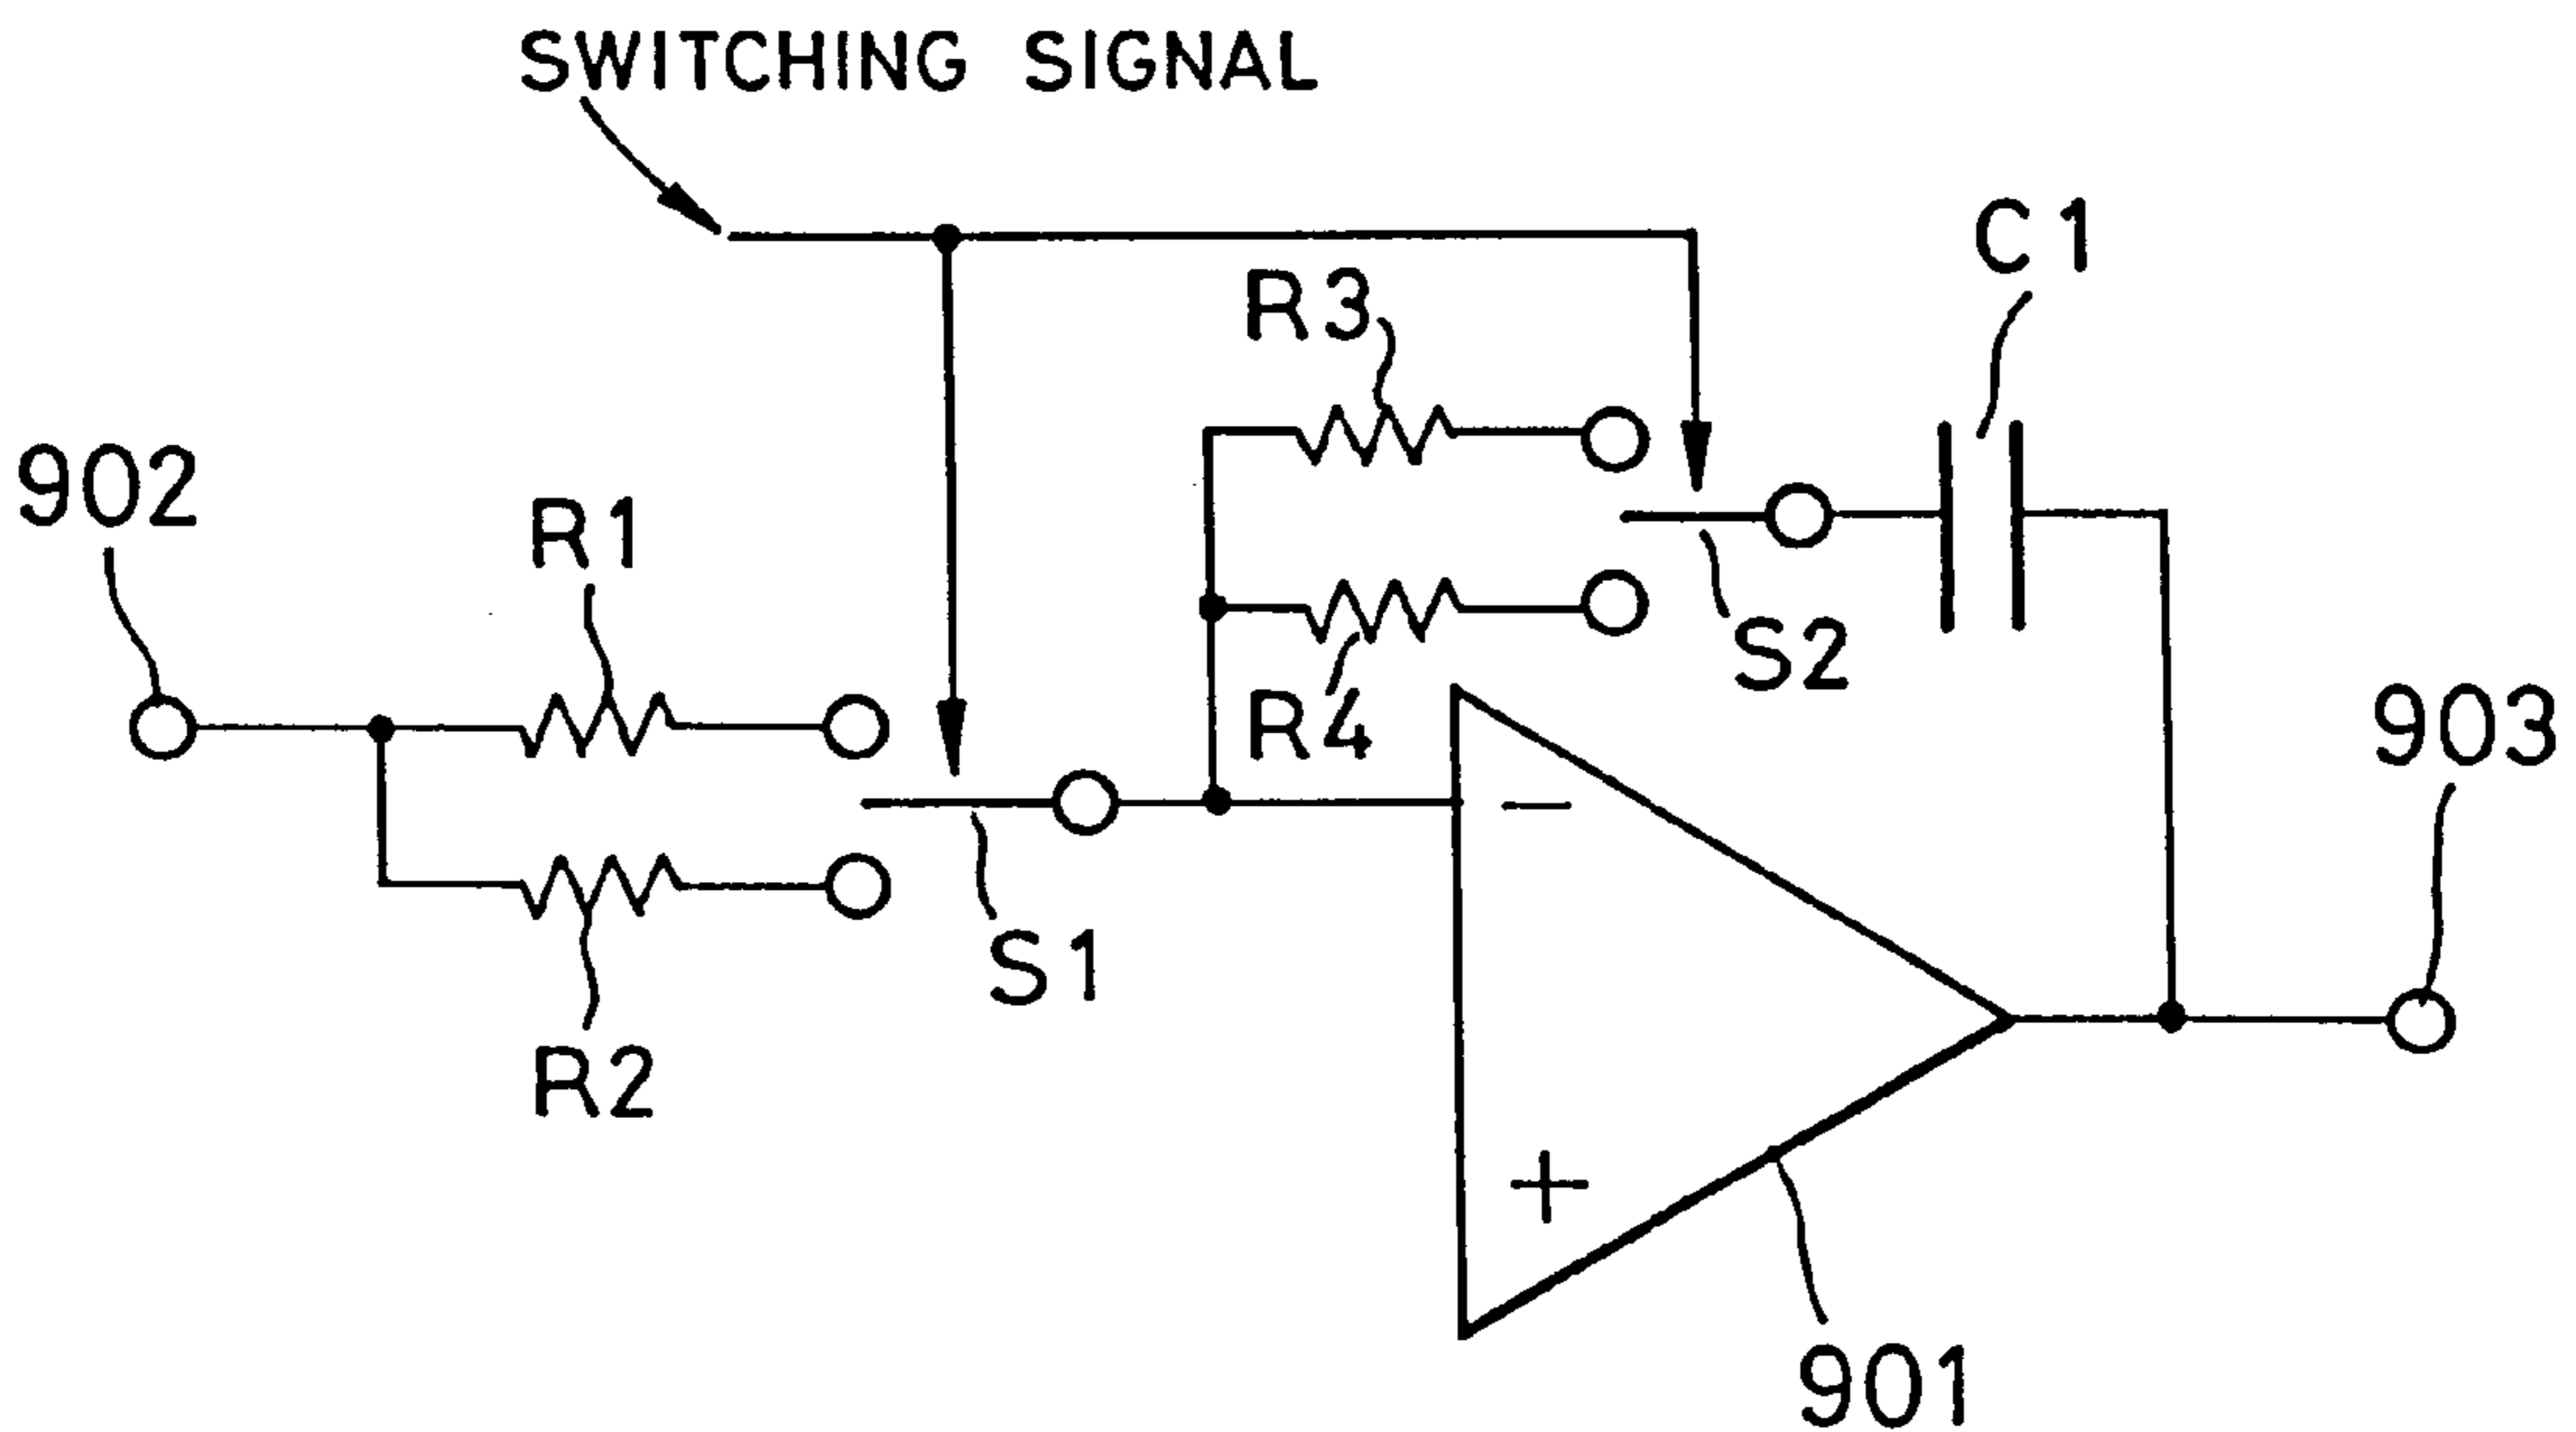 SWITCHING SIGNAL
C1
R3
902
R1
S2
R4
903
S1
R2
−
+
901